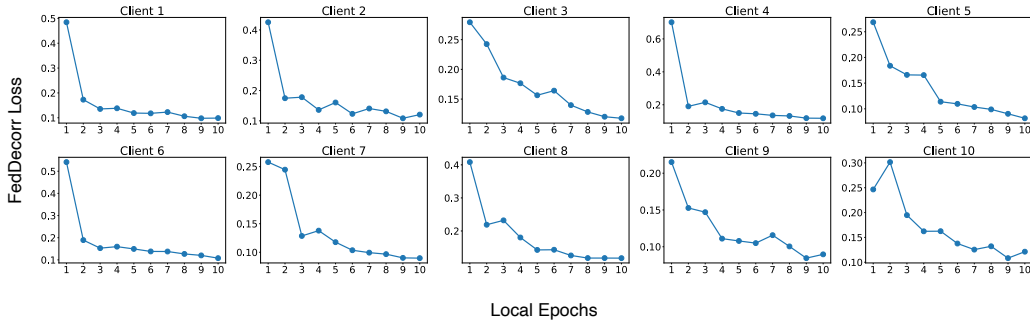 Client 1
0.5
0.4
0.3
0.2
0.1
1 2 3 4 5 6 7 8 9 10
Client 2
0.4
0.3
0.2
0.1
1 2 3 4 5 6 7 8 9 10
Client 3
0.25
0.20
0.15
1 2 3 4 5 6 7 8 9 10
Client 4
0.6
0.4
0.2
1 2 3 4 5 6 7 8 9 10
Client 5
0.25
0.20
0.15
0.10
1 2 3 4 5 6 7 8 9 10
FedDecorr Loss
Client 6
0.5
0.4
0.3
0.2
0.1
1 2 3 4 5 6 7 8 9 10
Client 7
0.25
0.20
0.15
0.10
1 2 3 4 5 6 7 8 9 10
Client 8
0.4
0.3
0.2
1 2 3 4 5 6 7 8 9 10
Client 9
0.20
0.15
0.10
1 2 3 4 5 6 7 8 9 10
Client 10
0.30
0.25
0.20
0.15
0.10
1 2 3 4 5 6 7 8 9 10
Local Epochs